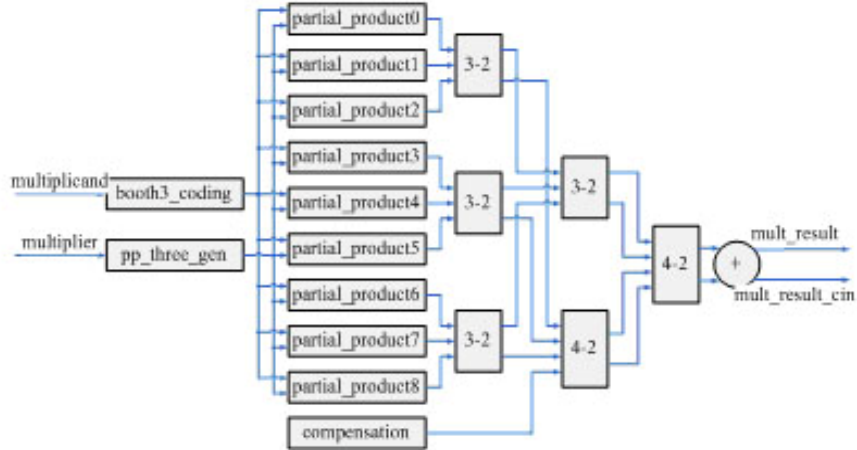 partial_product0
partial_product1
3-2
partial_product2
partial_product3
multiplicand
booth3_coding
partial_product4
3-2
3-2
multiplier
pp_three_gen
partial_product5
4-2
+
mult_result
mult_result_cin
partial_product6
partial_product7
3-2
4-2
partial_product8
compensation